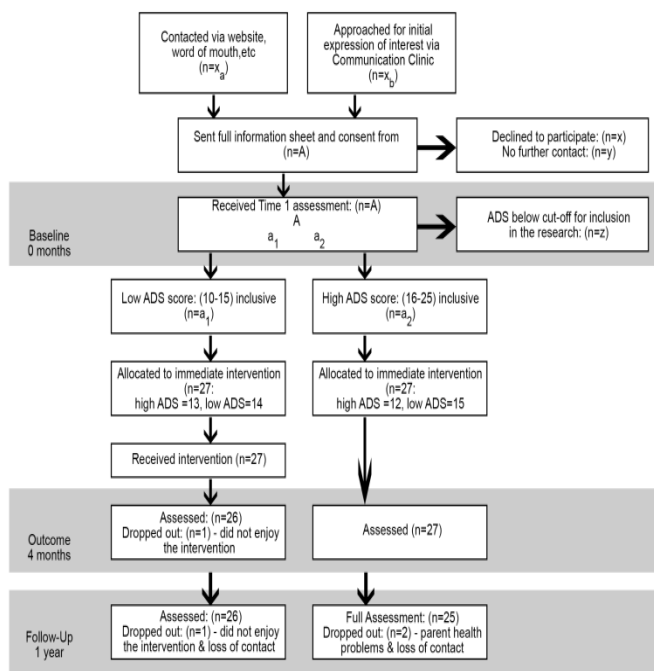 Contacted via website,
word of mouth,etc
(n=xa)
Approached for initial
expression of interest via
Communication Clinic
(n=xb)
Sent full information sheet and consent from
(n=A)
Declined to participate: (n=x)
No further contact: (n=y)
Baseline
0 months
Received Time 1 assessment: (n=A)
A
a1 a2
ADS below cut-off for inclusion
in the research: (n=z)
Low ADS score: (10-15) inclusive
(n=a1)
High ADS score: (16-25) inclusive
(n=a2)
Allocated to immediate intervention
(n=27:
high ADS =13, low ADS=14
Allocated to immediate intervention
(n=27:
high ADS =12, low ADS=15
Received intervention (n=27)
Outcome
4 months
Assessed: (n=26)
Dropped out: (n=1) - did not enjoy
the intervention
Assessed (n=27)
Follow-Up
1 year
Assessed: (n=26)
Dropped out: (n=1) - did not enjoy
the intervention & loss of contact
Full Assessment: (n=25)
Dropped out: (n=2) - parent health
problems & loss of contact